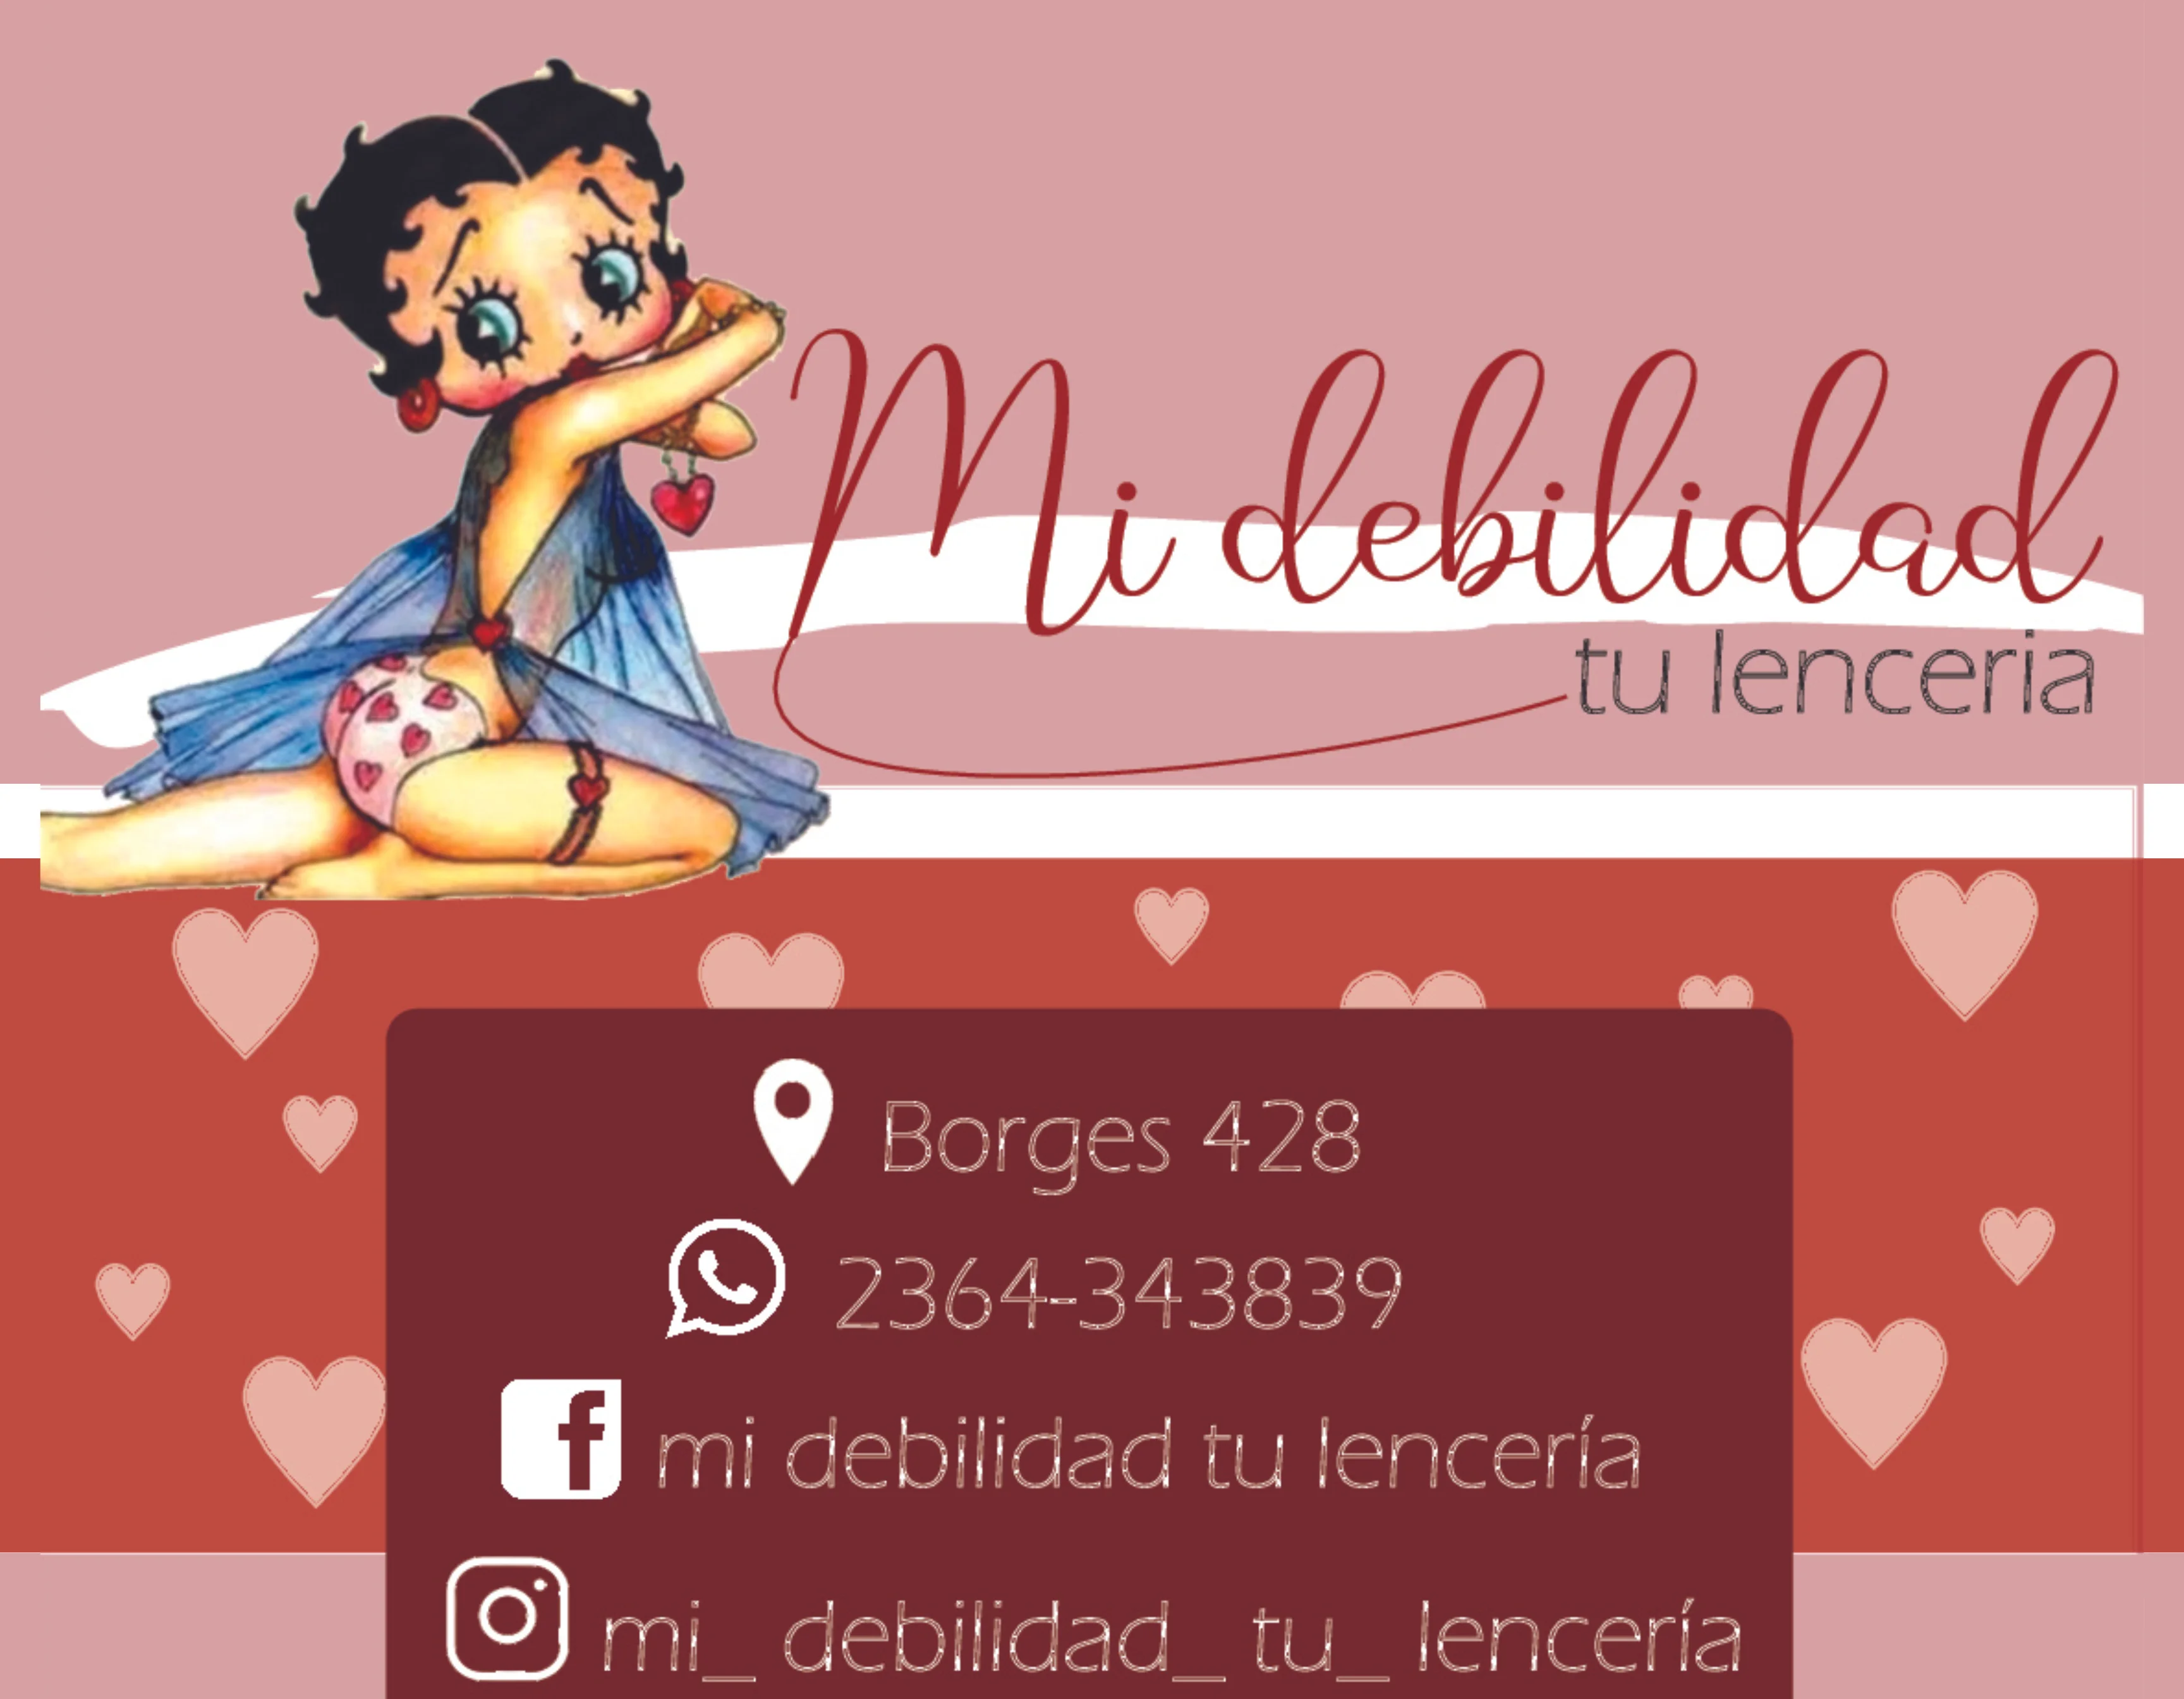 Mi debilidad
tu lenceria
Borges 428
2364-343839
mi debilidad tu lencería
mi_ debilidad_ tu_ lencería